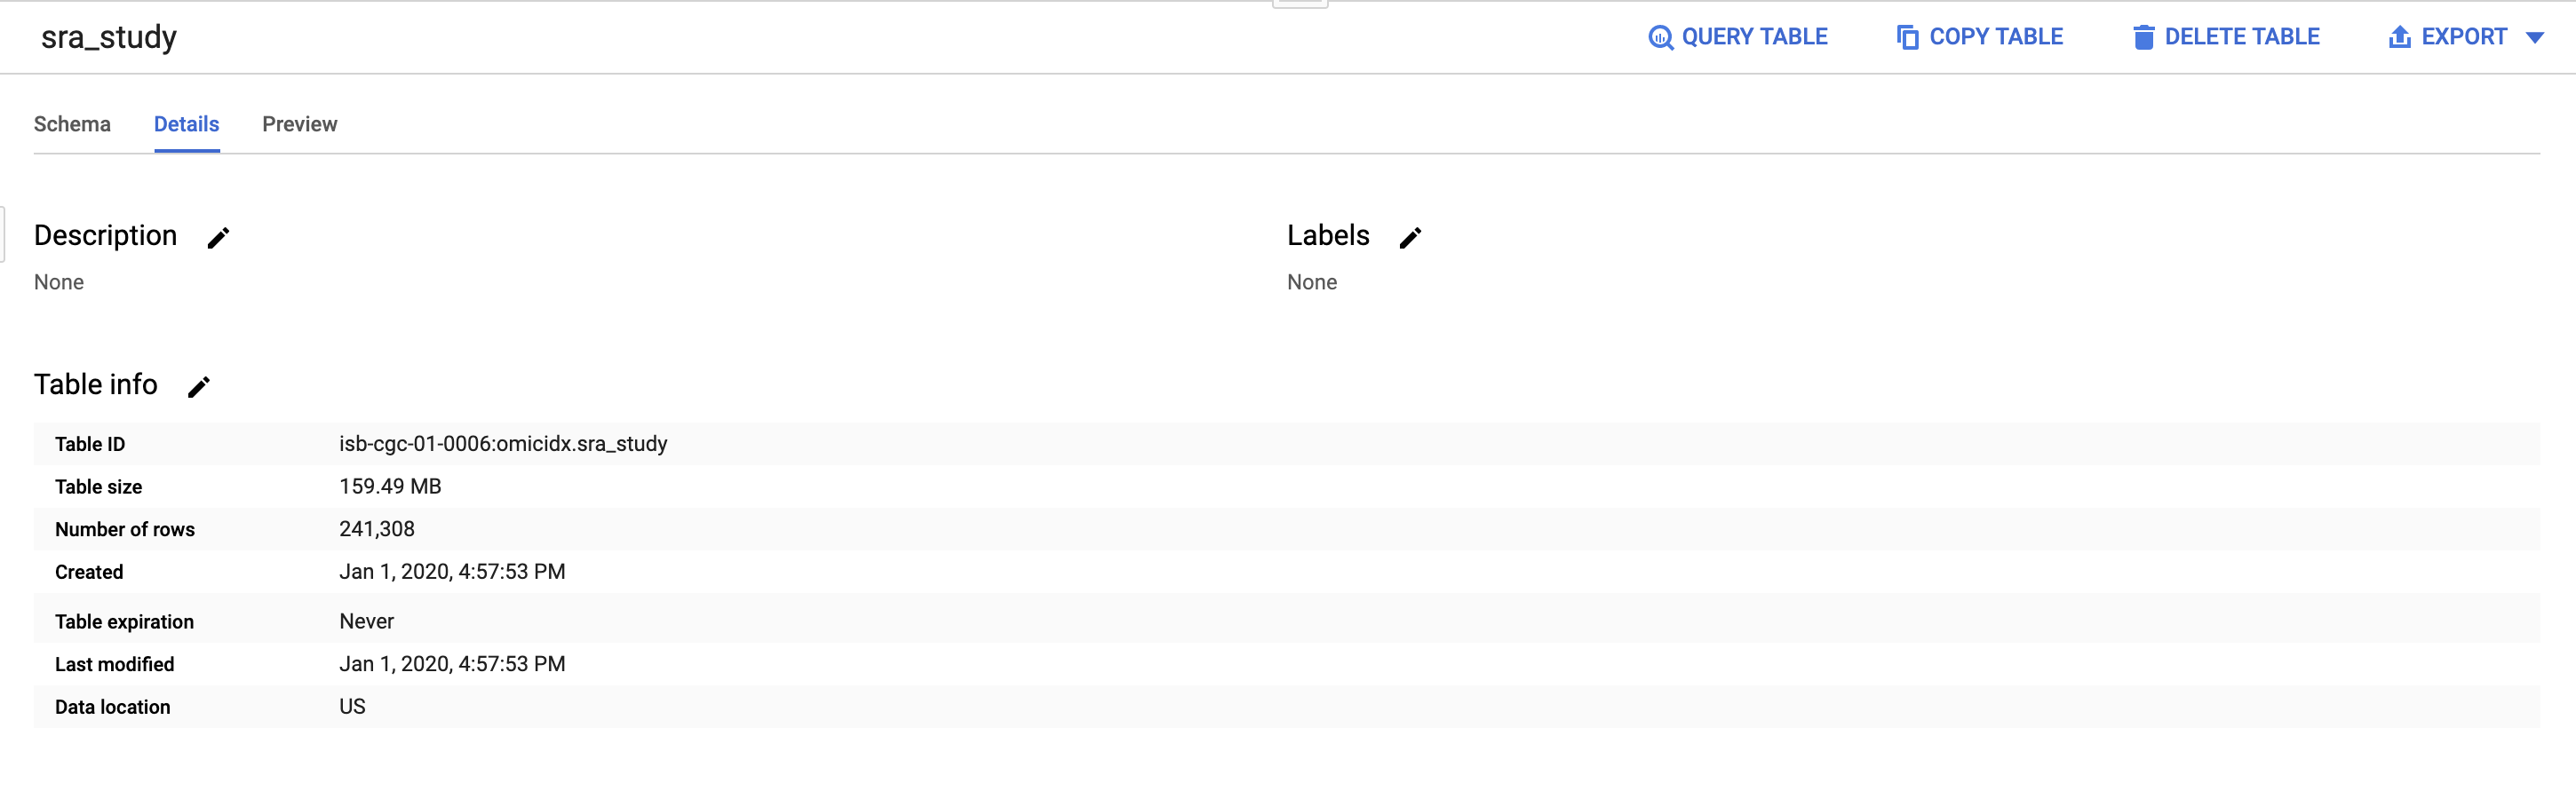 sra_study QUERY TABLE COPY TABLE DELETE TABLE EXPORT
Schema Details Preview
Description Labels
None None
Table info
Table ID isb-cgc-01-0006:omicidx.sra_study
Table size 159.49 MB
Number of rows 241,308
Created Jan 1, 2020, 4:57:53 PM
Table expiration Never
Last modified Jan 1, 2020, 4:57:53 PM
Data location US